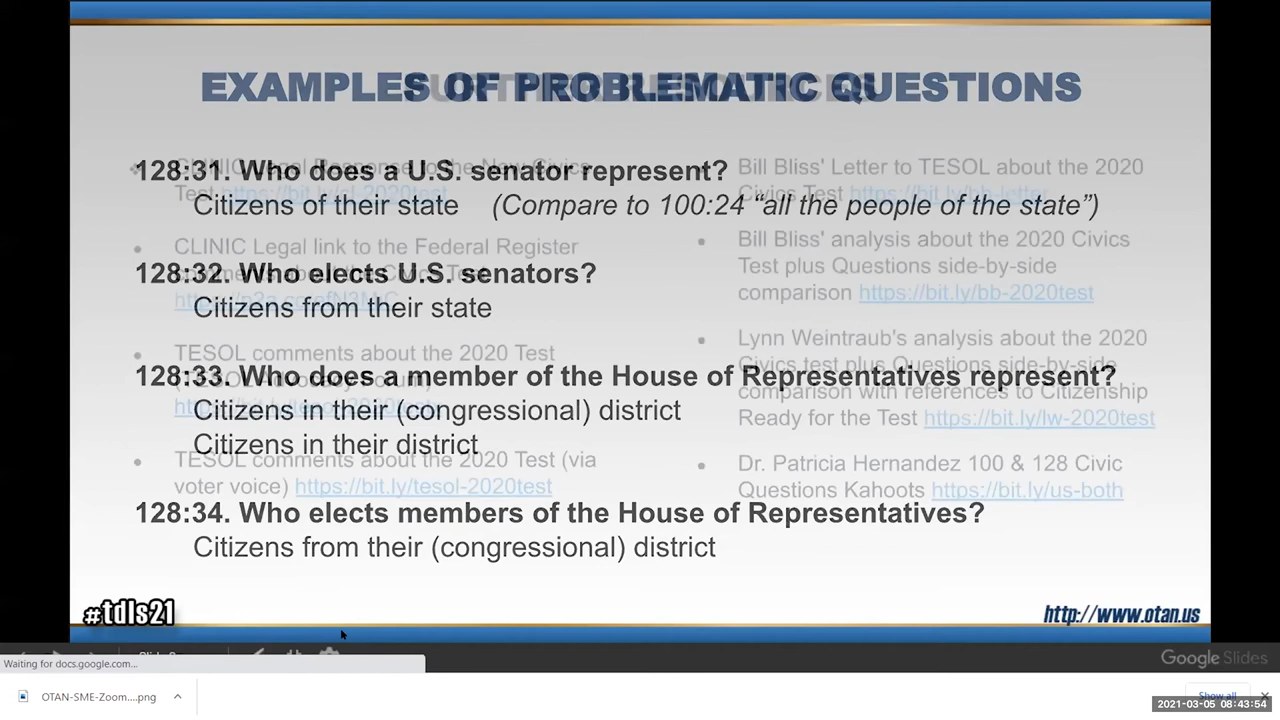 EXAMPLES OF PROBLEMATIC QUESTIONS
128:31. Who does a U.S. senator represent?
Citizens of their state (Compare to 100:24 “all the people of the state”)
128:32. Who elects U.S. senators?
Citizens from their state
128:33. Who does a member of the House of Representatives represent?
Citizens in their (congressional) district
Citizens in their district
128:34. Who elects members of the House of Representatives?
Citizens from their (congressional) district
CLINIC Legal link to the Federal Register
TESOL comments about the 2020 Test
TESOL comments about the 2020 Test (via
voter voice) https://bit.ly/tesol-2020test
Bill Bliss' Letter to TESOL about the 2020
Civics Test https://bit.ly/bb-letter
Bill Bliss' analysis about the 2020 Civics
Test plus Questions side-by-side
comparison https://bit.ly/bb-2020test
Lynn Weintraub's analysis about the 2020
Civics test plus Questions side-by-side
comparison with references to Citizenship
Ready for the Test https://bit.ly/lw-2020test
Dr. Patricia Hernandez 100 & 128 Civic
Questions Kahoots https://bit.ly/us-both
#tdls21
http://www.otan.us
Waiting for docs.google.com...
Google Slides
OTAN-SME-Zoom....png
Show all
2021-03-05 08:43:54